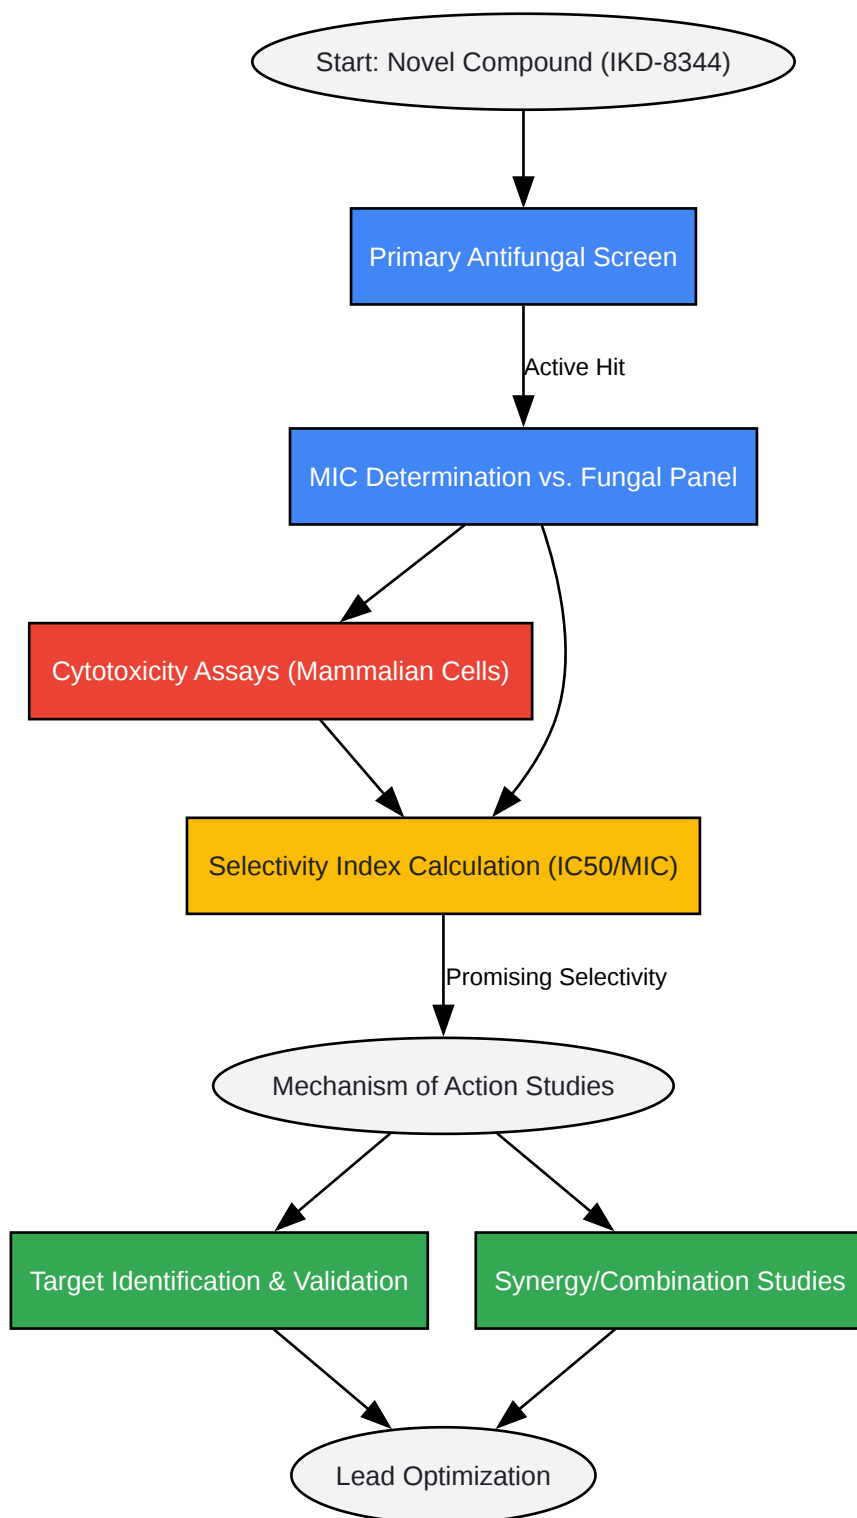 Start: Novel Compound (IKD-8344)
Primary Antifungal Screen
Active Hit
MIC Determination vs. Fungal Panel
Cytotoxicity Assays (Mammalian Cells)
Selectivity Index Calculation (IC50/MIC)
Promising Selectivity
Mechanism of Action Studies
Target Identification & Validation
Synergy/Combination Studies
Lead Optimization